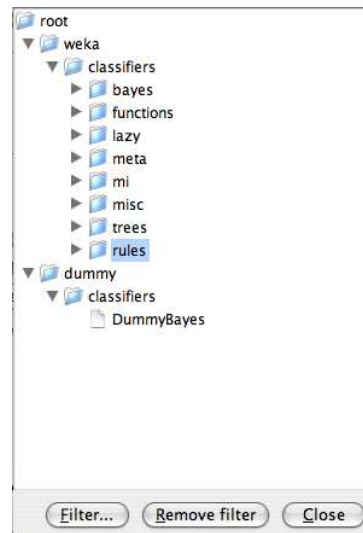 root
weka
classifiers
bayes
functions
lazy
meta
mi
misc
trees
rules
dummy
classifiers
DummyBayes
Filter... Remove filter Close